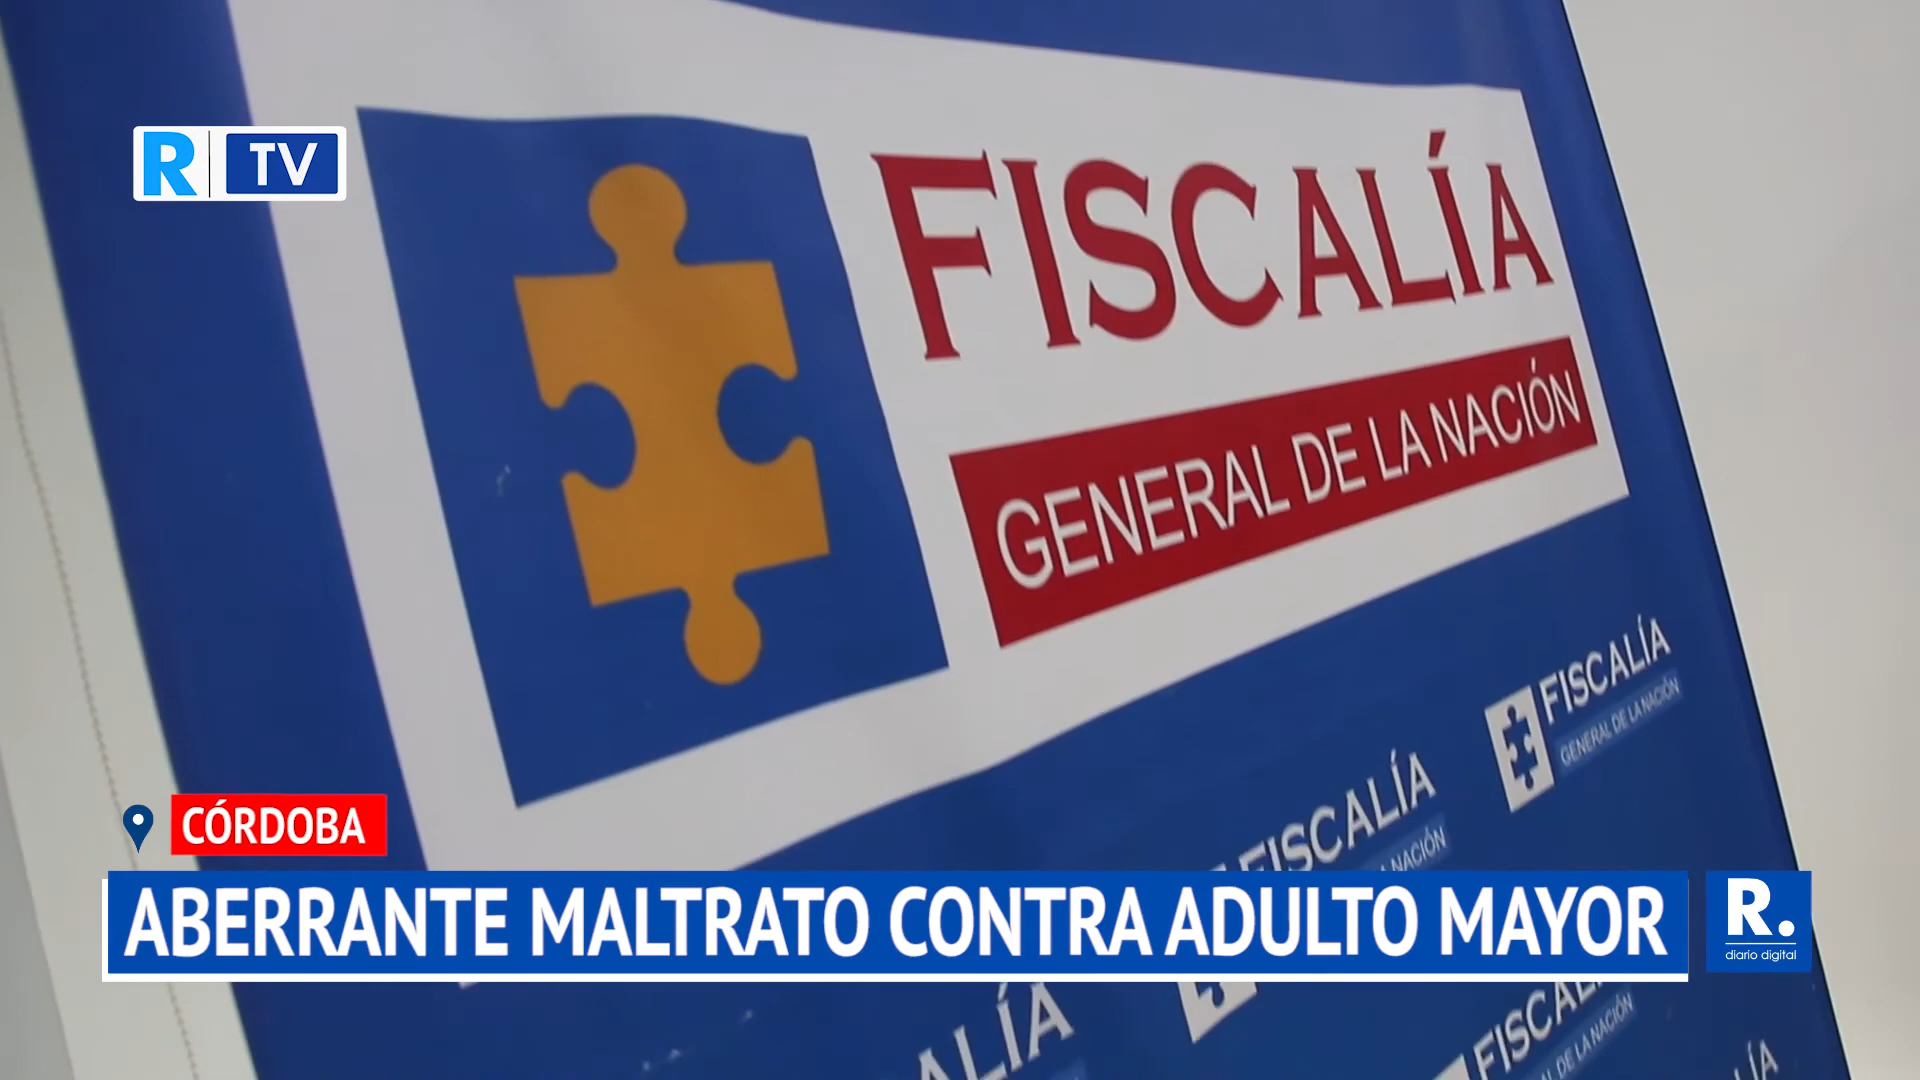 R TV
FISCALÍA
GENERAL DE LA NACIÓN
FISCALÍA
GENERAL DE LA NACIÓN
FISCALÍA
NACIÓN
CÓRDOBA
ABERRANTE MALTRATO CONTRA ADULTO MAYOR
R.
diario digital